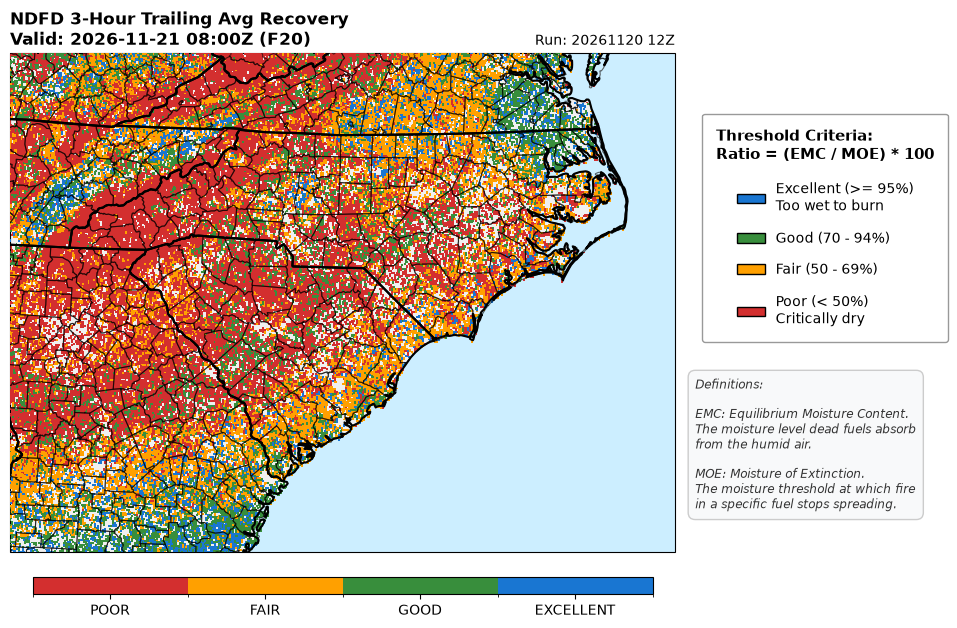 NDFD 3-Hour Trailing Avg Recovery
Valid: 2026-11-21 08:00Z (F20)
Run: 20261120 12Z
Threshold Criteria:
Ratio = (EMC / MOE) * 100
Excellent (>= 95%)
Too wet to burn
Good (70 - 94%)
Fair (50 - 69%)
Poor (< 50%)
Critically dry
Definitions:
EMC: Equilibrium Moisture Content.
The moisture level dead fuels absorb
from the humid air.
MOE: Moisture of Extinction.
The moisture threshold at which fire
in a specific fuel stops spreading.
POOR
FAIR
GOOD
EXCELLENT